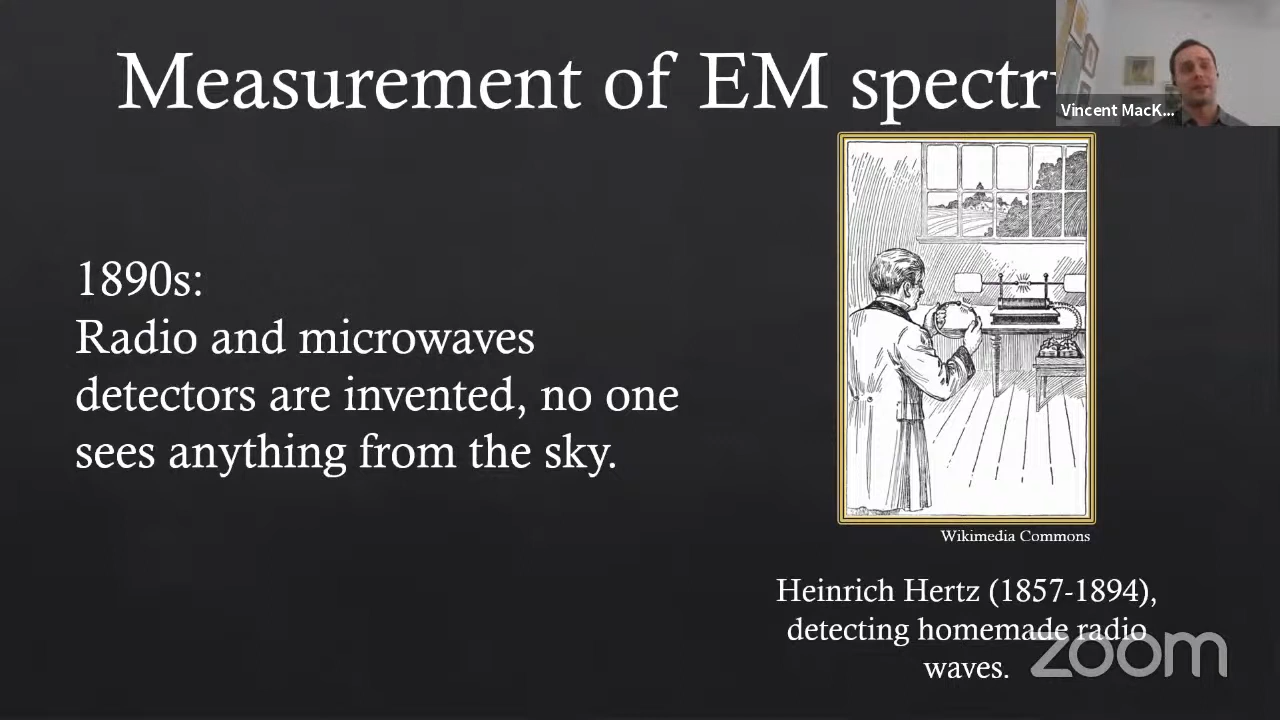 Measurement of EM spectr
Vincent MacK...
1890s:
Radio and microwaves
detectors are invented, no one
sees anything from the sky.
Wikimedia Commons
Heinrich Hertz (1857-1894),
detecting homemade radio
waves.
zoom